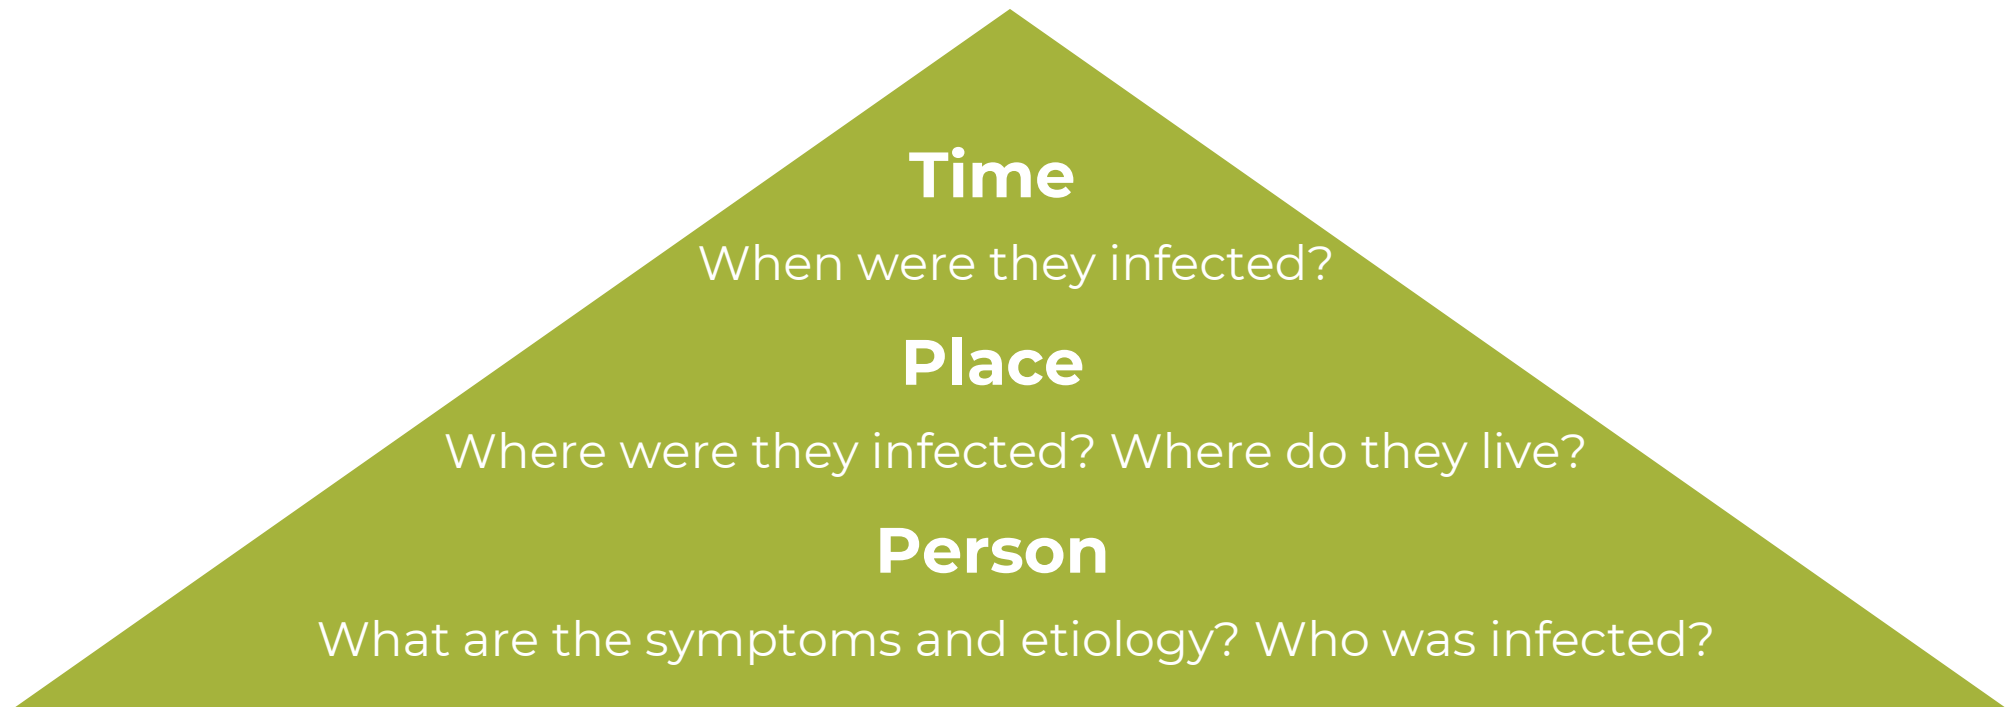 Time
When were they infected?
Place
Where were they infected? Where do they live?
Person
What are the symptoms and etiology? Who was infected?